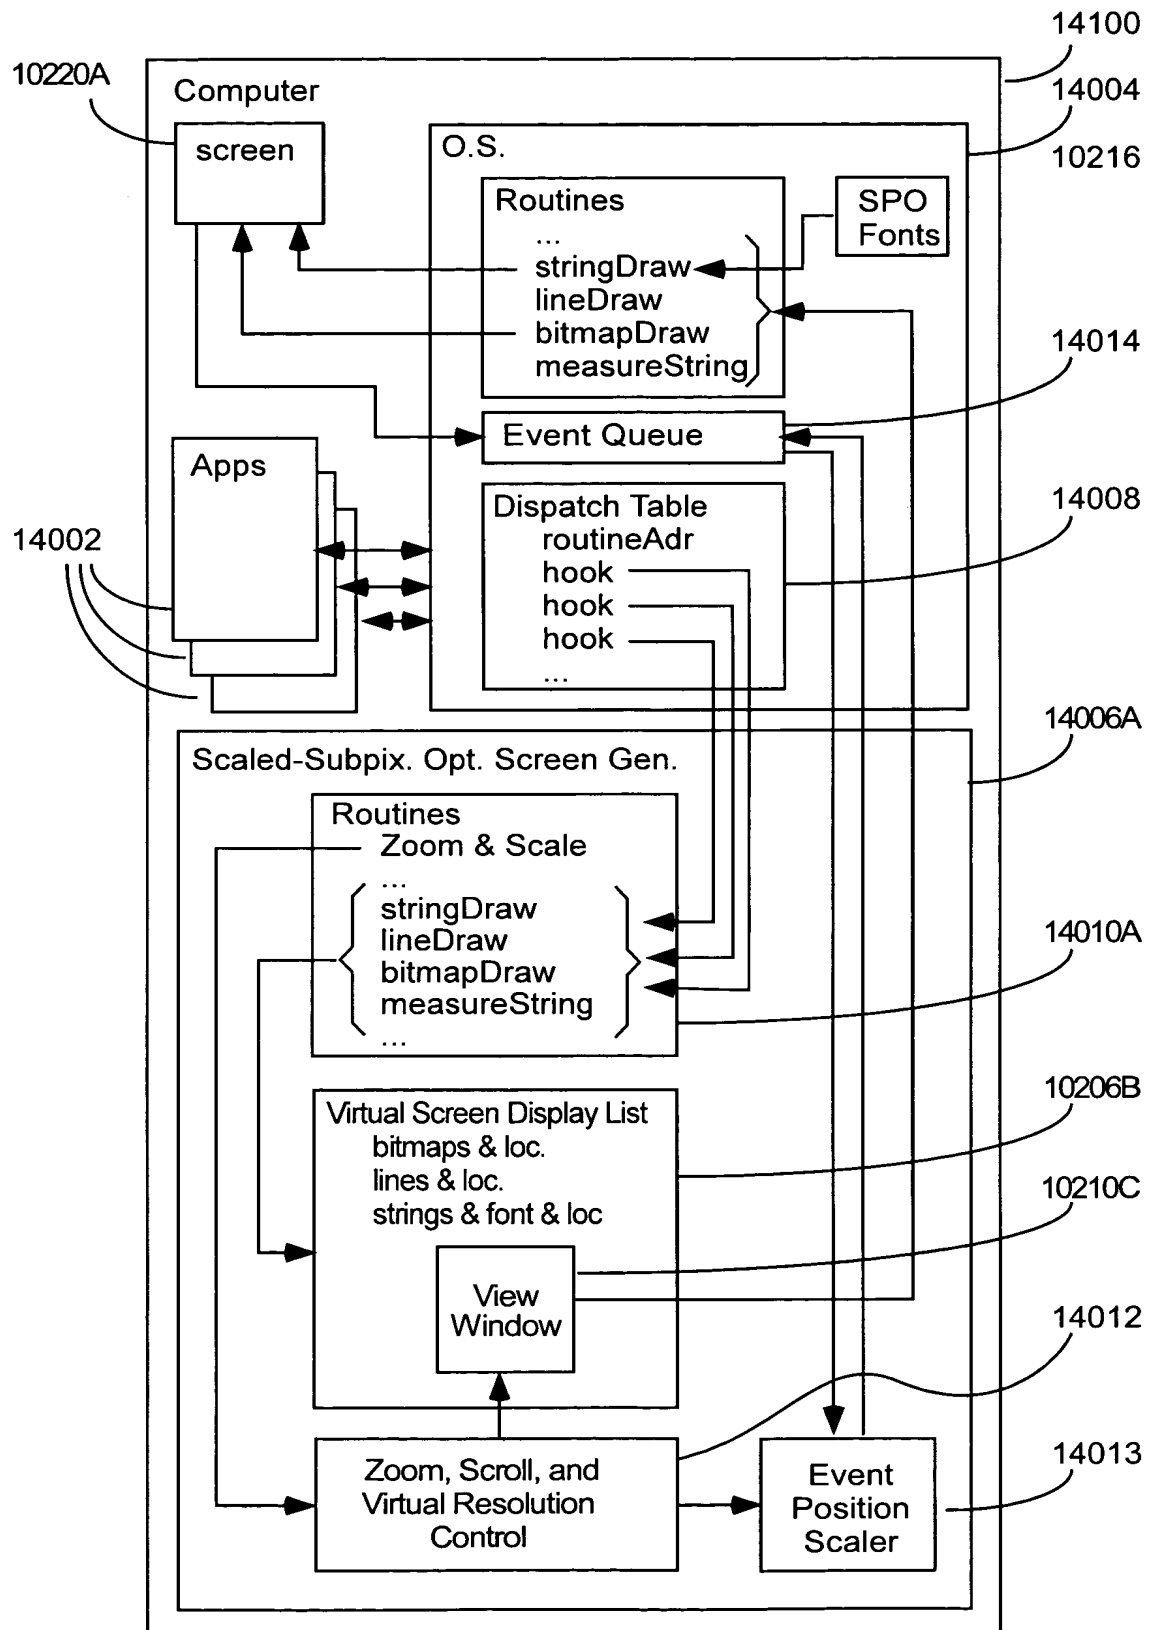 14100
10220A
Computer
14004
screen
O.S.
10216
Routines
SPO
Fonts
...
stringDraw
lineDraw
bitmapDraw
measureString
14014
Event Queue
Apps
14002
Dispatch Table
routineAdr
hook
hook
hook
...
14008
14006A
Scaled-Subpix. Opt. Screen Gen.
Routines
Zoom & Scale
...
stringDraw
lineDraw
bitmapDraw
measureString
...
14010A
Virtual Screen Display List
bitmaps & loc.
lines & loc.
strings & font & loc
10206B
10210C
View
Window
14012
Zoom, Scroll, and
Virtual Resolution
Control
Event
Position
Scaler
14013